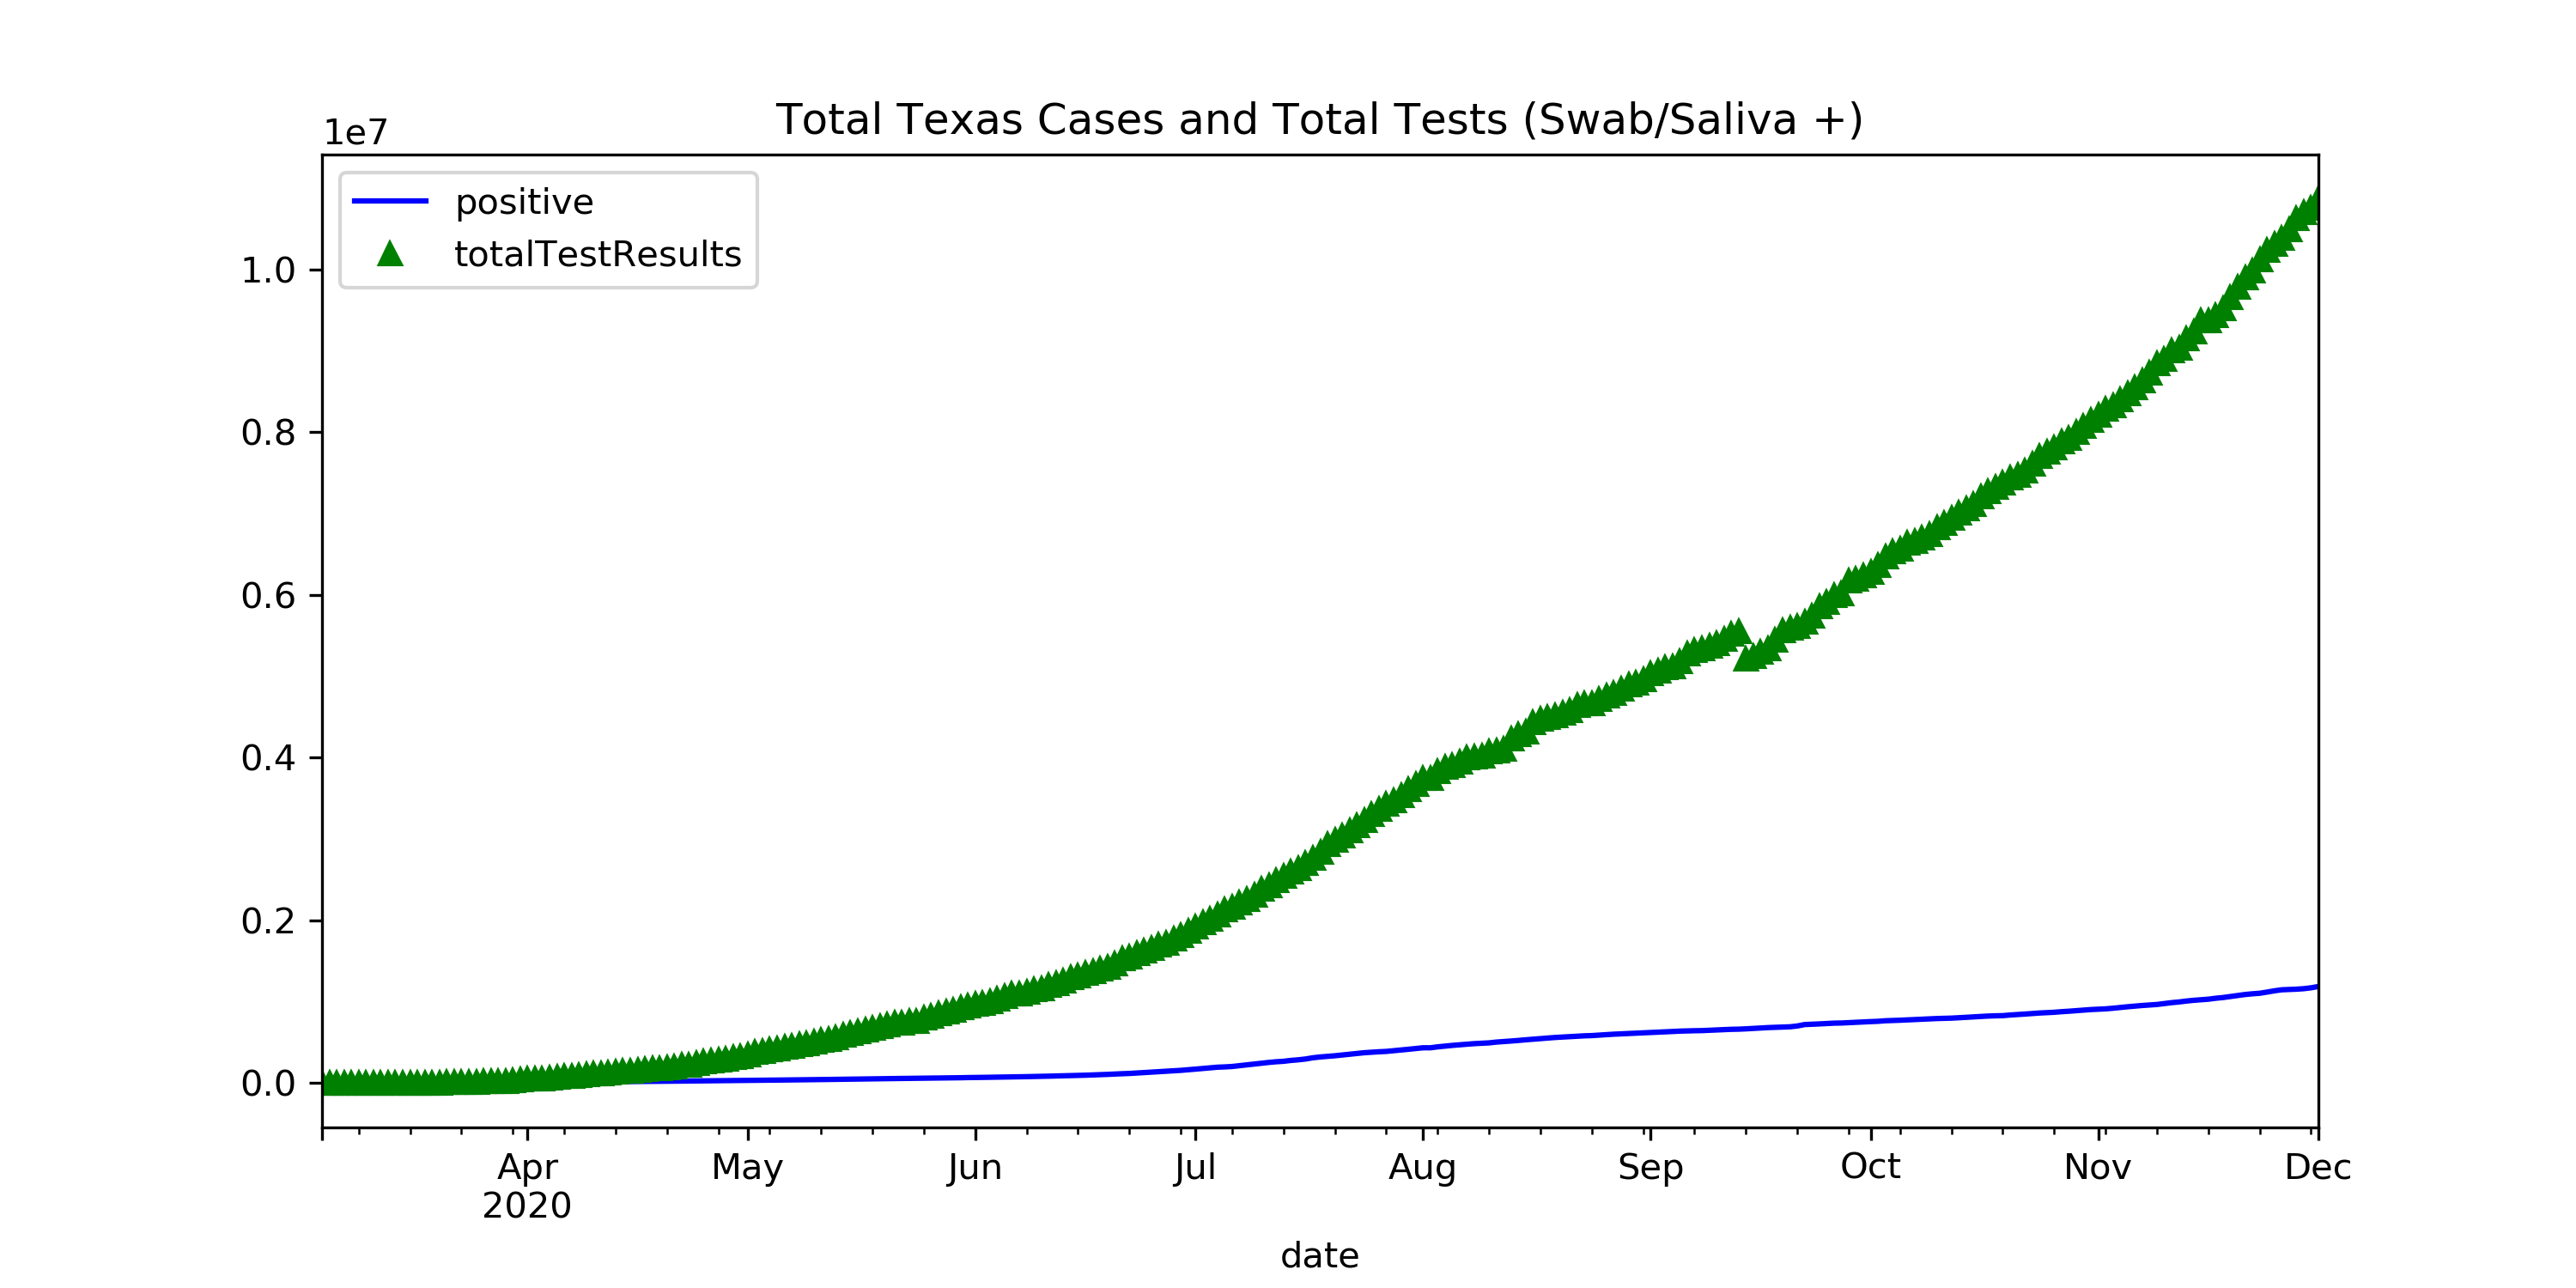 Total Texas Cases and Total Tests (Swab/Saliva +)
1e7
positive
totalTestResults
1.0
0.8
0.6
0.4
0.2
0.0
Apr May Jun Jul Aug Sep Oct Nov Dec
2020
date